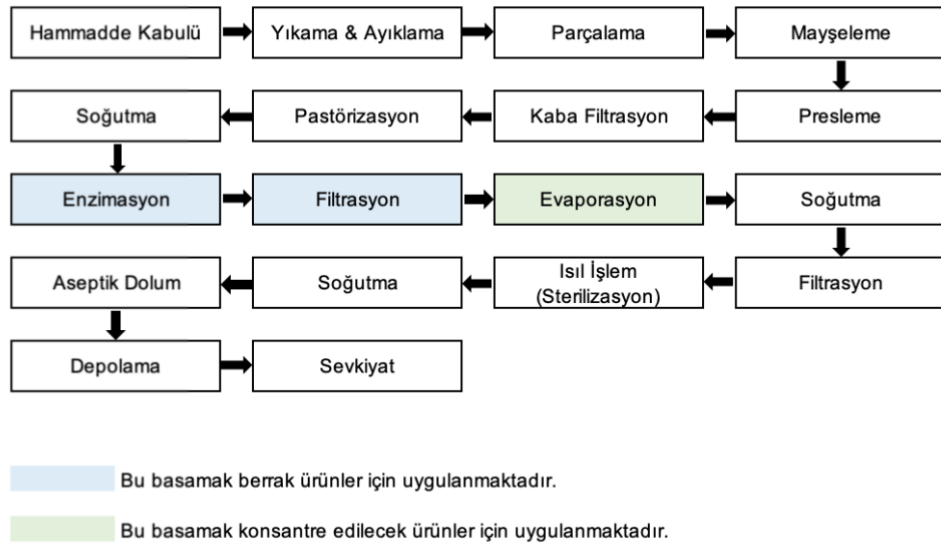 Hammadde Kabulü
Yıkama & Ayıklama
Parçalama
Mayşeleme
Soğutma
Pastörizasyon
Kaba Filtrasyon
Presleme
Enzimasyon
Filtrasyon
Evaporasyon
Soğutma
Aseptik Dolum
Soğutma
Isıl İşlem
(Sterilizasyon)
Filtrasyon
Depolama
Sevkiyat
Bu basamak berrak ürünler için uygulanmaktadır.
Bu basamak konsantre edilecek ürünler için uygulanmaktadır.